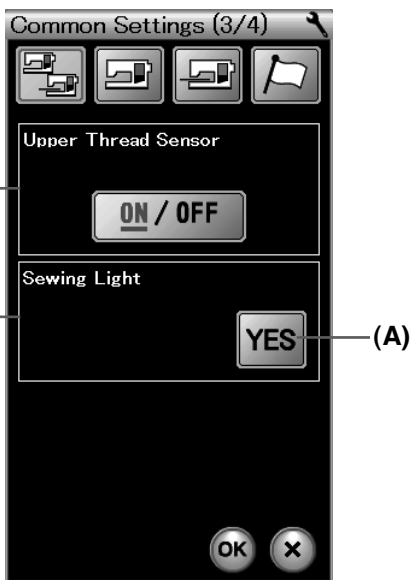 Common Settings (3/4)
Upper Thread Sensor
ON / OFF
Sewing Light
YES
(A)
OK
×